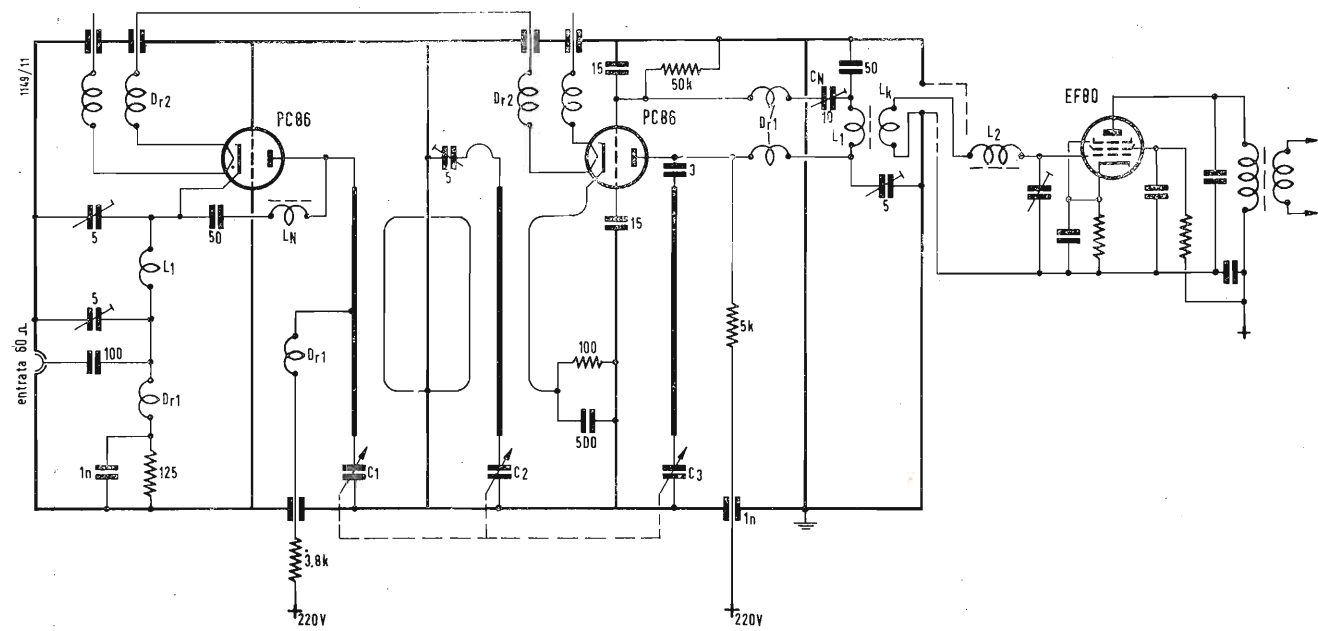 1149/11
Dr2
PC86
Dr2
15
50k
PC86
Dr1
CN
10
50
L1
Lk
L2
EF80
5
3
5
5
50
LN
15
L1
5
100
entrata 60 Ω
Dr1
Dr1
5k
100
500
1n
125
C1
C2
C3
1n
3,8k
220V
220V